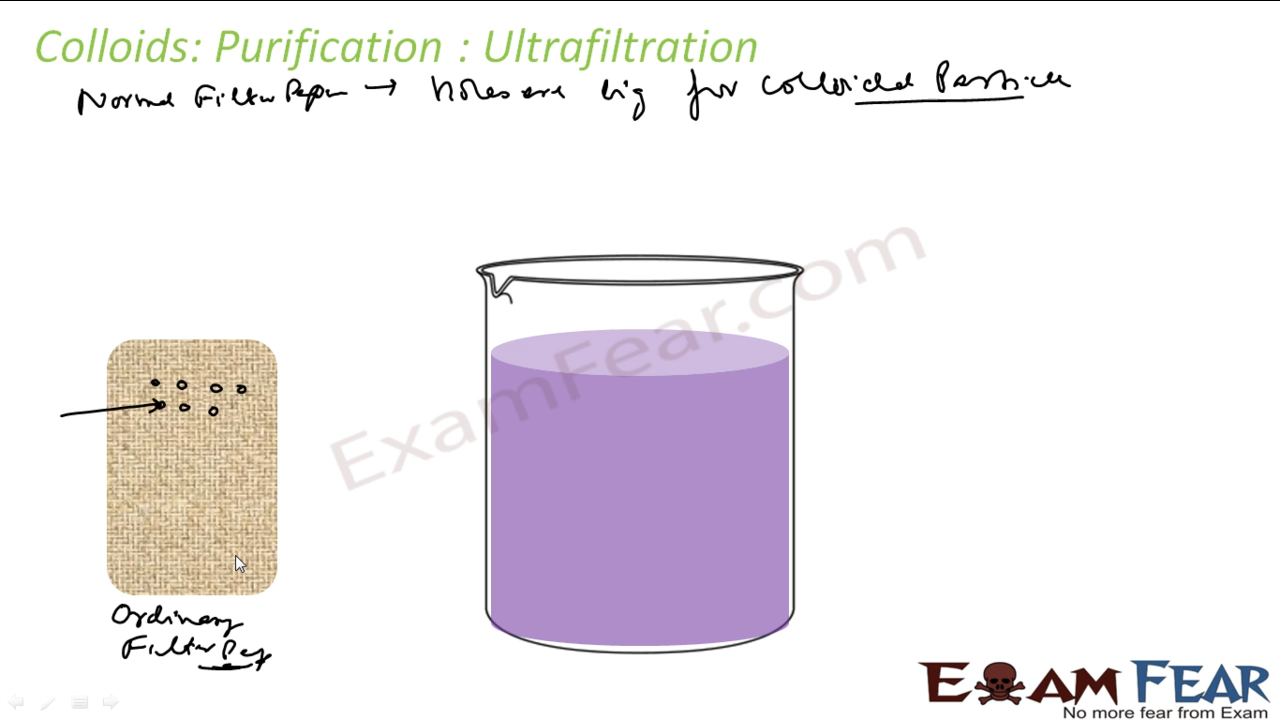 Colloids: Purification : Ultrafiltration
Normal Filter Paper → Holes are big for colloidal Particle
ExamFear.com
Ordinary
Filter Pap
EXAM FEAR
No more fear from Exam